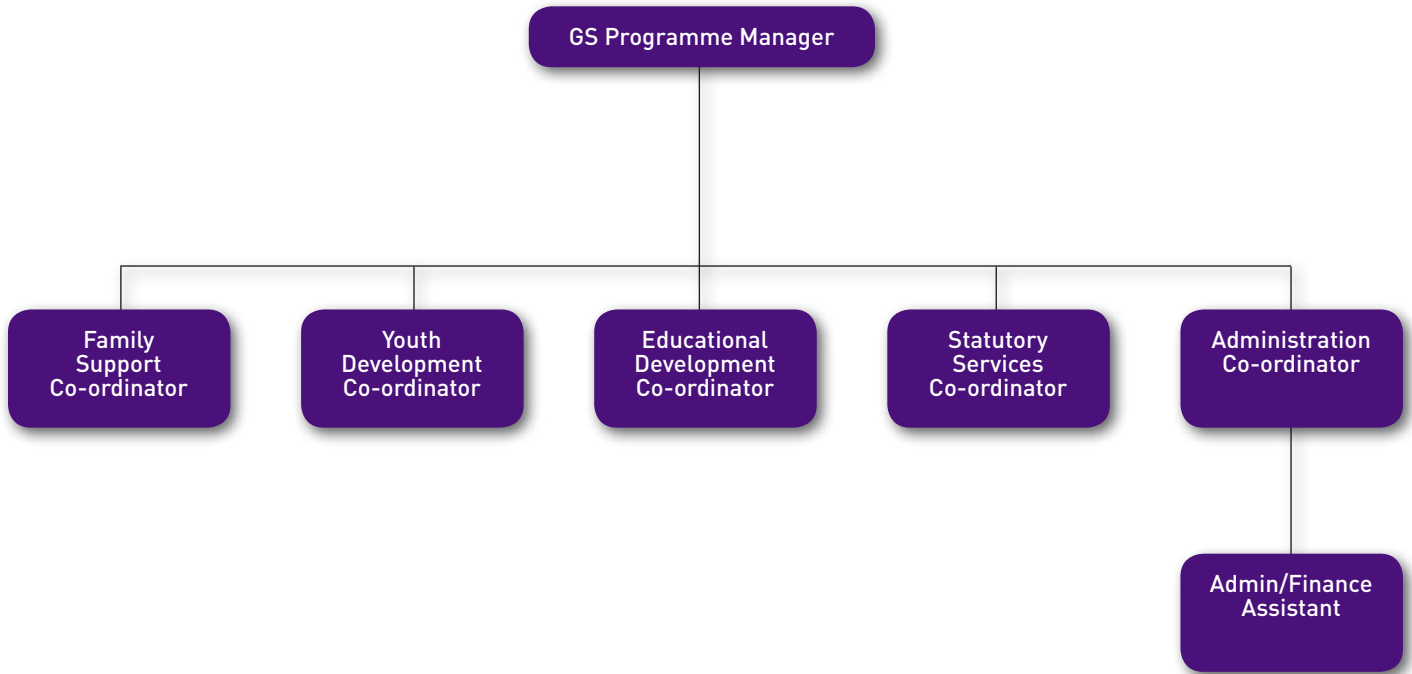 GS Programme Manager
Family
Support
Co-ordinator
Youth
Development
Co-ordinator
Educational
Development
Co-ordinator
Statutory
Services
Co-ordinator
Administration
Co-ordinator
Admin/Finance
Assistant